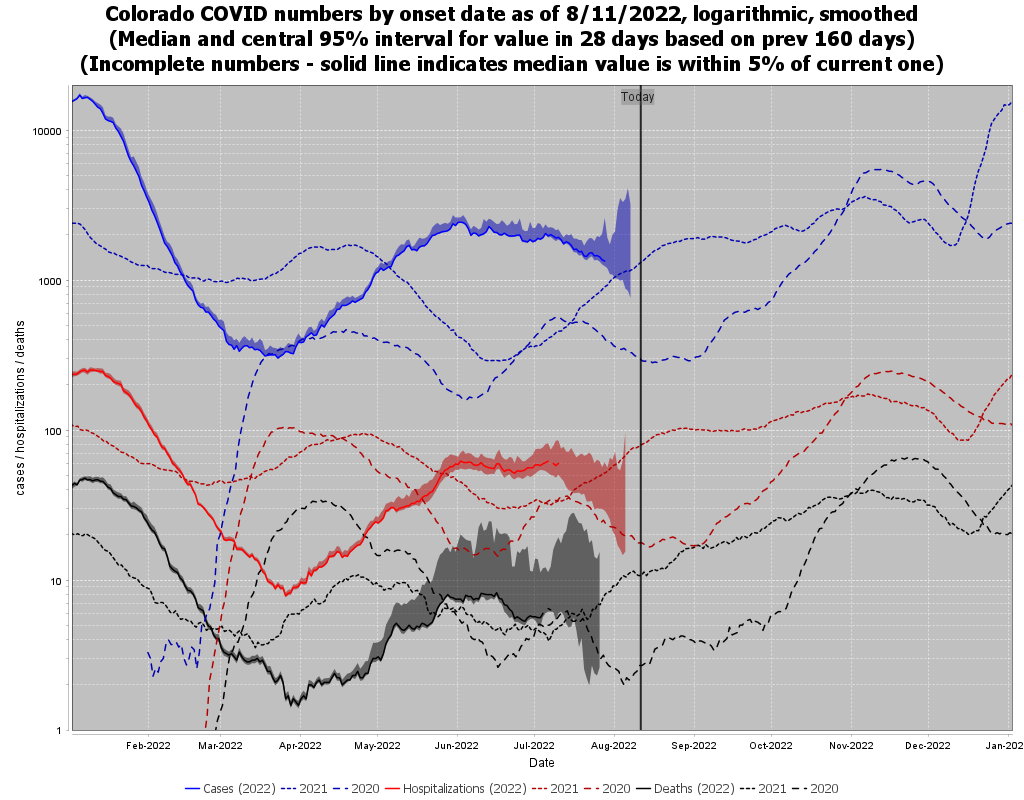 Colorado COVID numbers by onset date as of 8/11/2022, logarithmic, smoothed
(Median and central 95% interval for value in 28 days based on prev 160 days)
(Incomplete numbers - solid line indicates median value is within 5% of current one)
Today
10000
1000
100
10
1
cases / hospitalizations / deaths
Feb-2022 Mar-2022 Apr-2022 May-2022 Jun-2022 Jul-2022 Aug-2022 Sep-2022 Oct-2022 Nov-2022 Dec-2022 Jan-202
Date
Cases (2022) 2021 2020 Hospitalizations (2022) 2021 2020 Deaths (2022) 2021 2020